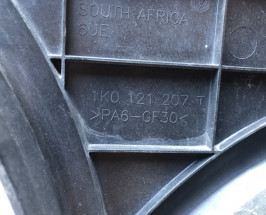 SOUTH AFRICA
1K0 121 207 T
>PA6-GF30<